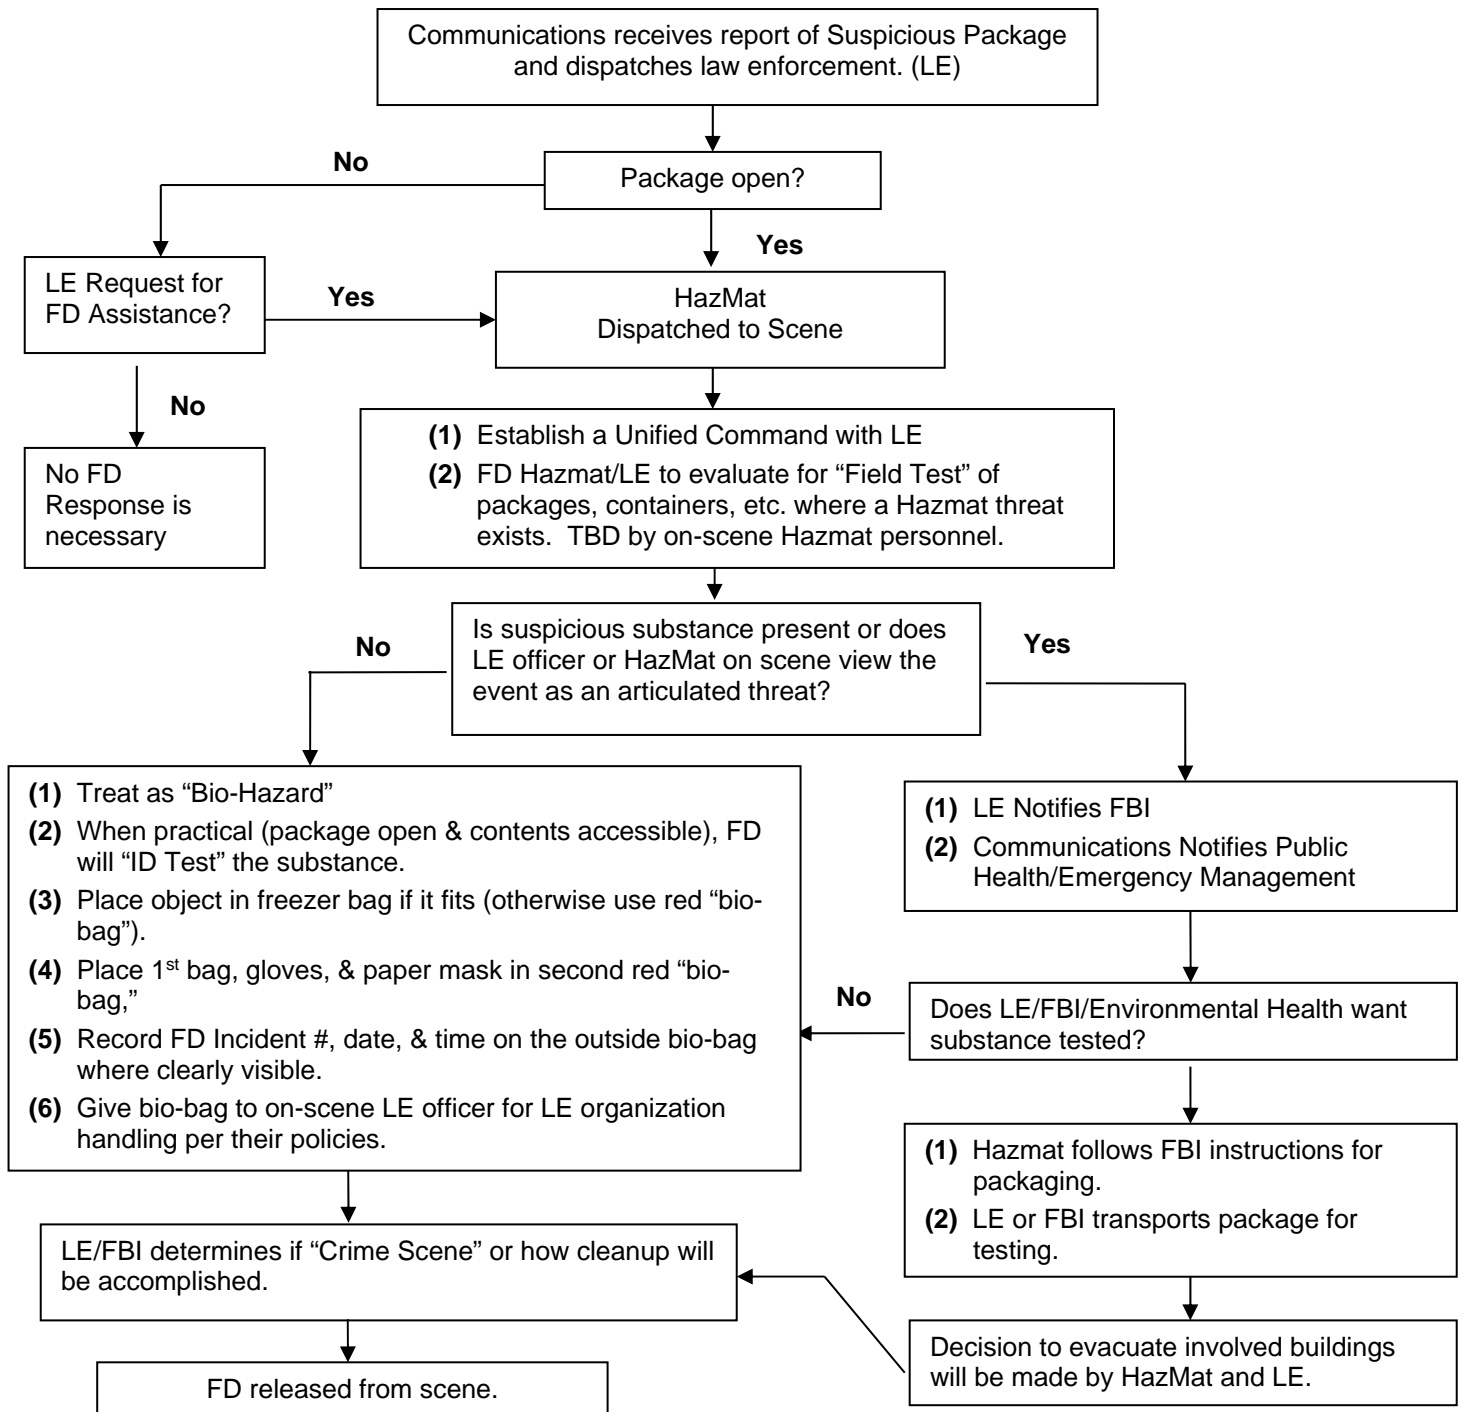 Communications receives report of Suspicious Package
and dispatches law enforcement. (LE)
No
Package open?
Yes
LE Request for
FD Assistance?
Yes
HazMat
Dispatched to Scene
No
No FD
Response is
necessary
(1) Establish a Unified Command with LE
(2) FD Hazmat/LE to evaluate for “Field Test” of
packages, containers, etc. where a Hazmat threat
exists.  TBD by on-scene Hazmat personnel.
No
Is suspicious substance present or does
LE officer or HazMat on scene view the
event as an articulated threat?
Yes
(1) Treat as “Bio-Hazard”
(2) When practical (package open & contents accessible), FD
will “ID Test” the substance.
(3) Place object in freezer bag if it fits (otherwise use red “bio-
bag”).
(4) Place 1st bag, gloves, & paper mask in second red “bio-
bag,”
(5) Record FD Incident #, date, & time on the outside bio-bag
where clearly visible.
(6) Give bio-bag to on-scene LE officer for LE organization
handling per their policies.
(1) LE Notifies FBI
(2) Communications Notifies Public
Health/Emergency Management
No
Does LE/FBI/Environmental Health want
substance tested?
(1) Hazmat follows FBI instructions for
packaging.
(2) LE or FBI transports package for
testing.
LE/FBI determines if “Crime Scene” or how cleanup will
be accomplished.
Decision to evacuate involved buildings
will be made by HazMat and LE.
FD released from scene.